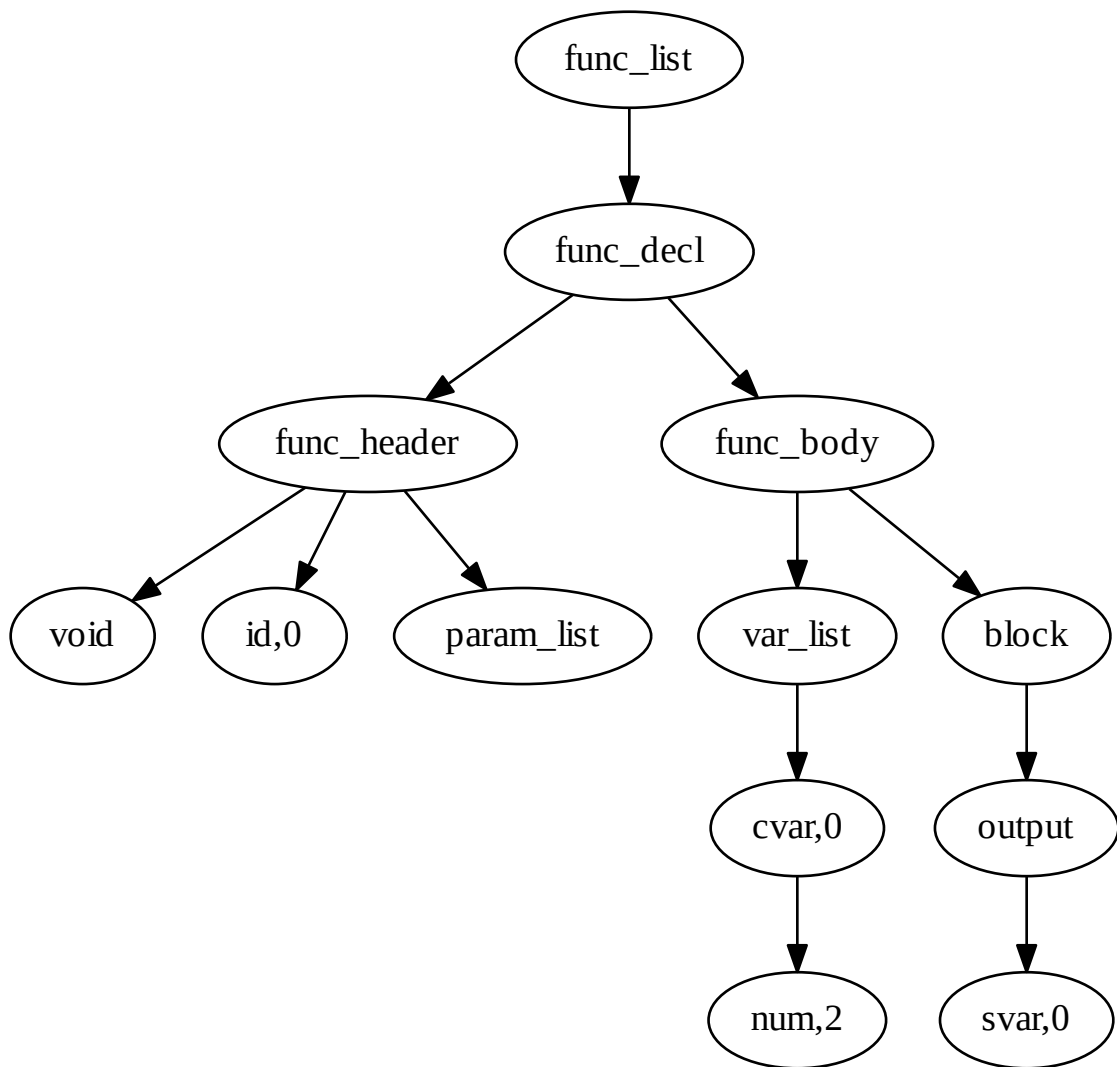 func_list
func_decl
func_header
func_body
void
id,0
param_list
var_list
block
cvar,0
output
num,2
svar,0